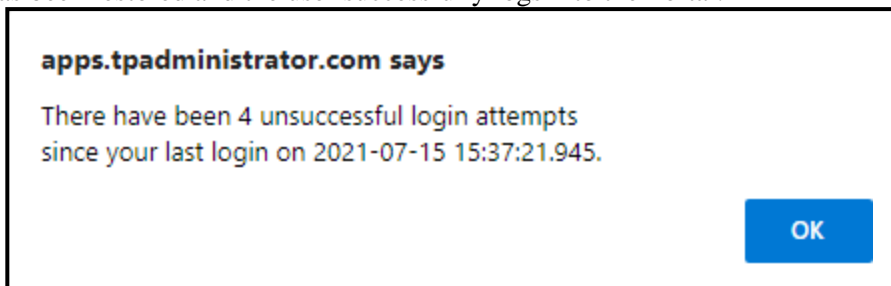 apps.tpadministrator.com says
There have been 4 unsuccessful login attempts
since your last login on 2021-07-15 15:37:21.945.
OK